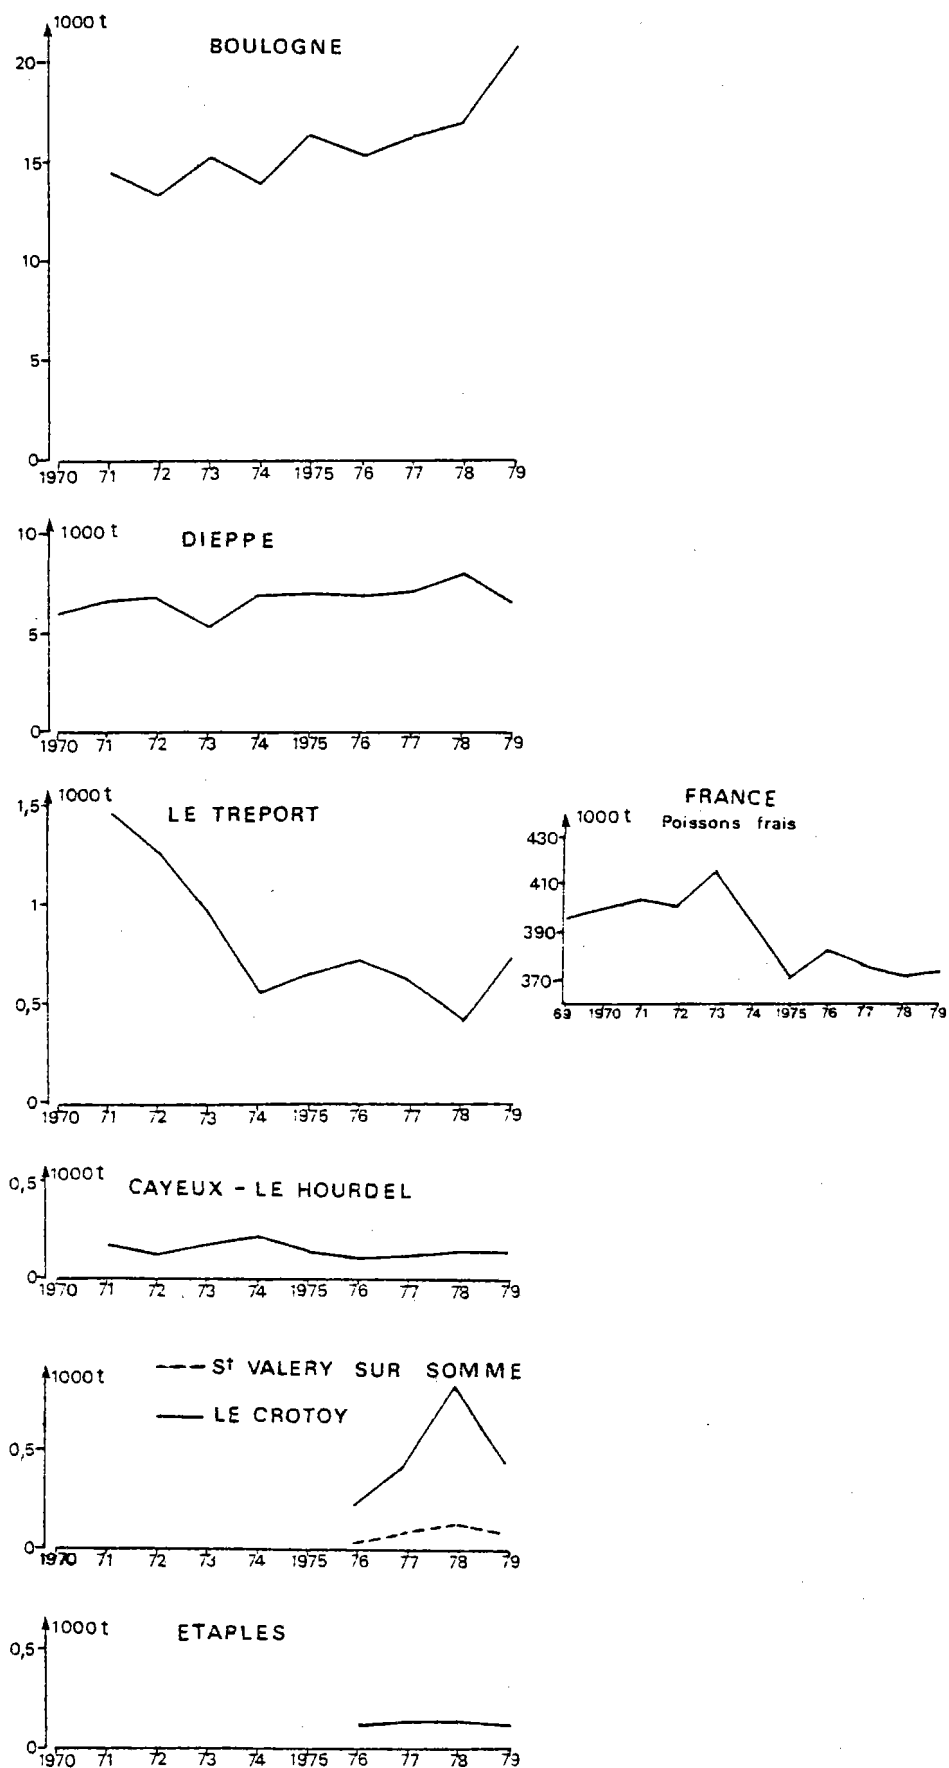 1000 t
BOULOGNE
20
15
10
5
0
1970 71 72 73 74 1975 76 77 78 79
10 1000 t
DIEPPE
5
0
1970 71 72 73 74 1975 76 77 78 79
1000 t
1,5
LE TREPORT
1
0,5
0
1970 71 72 73 74 1975 76 77 78 79
FRANCE
1000 t Poissons frais
430
410
390
370
69 1970 71 72 73 74 1975 76 77 78 79
1000 t
0,5
CAYEUX - LE HOURDEL
0
1970 71 72 73 74 1975 76 77 78 79
1000 t
St VALERY SUR SOMME
LE CROTOY
0,5
0
1970 71 72 73 74 1975 76 77 78 79
1000 t
ETAPLES
0,5
0
1970 71 72 73 74 1975 76 77 78 79